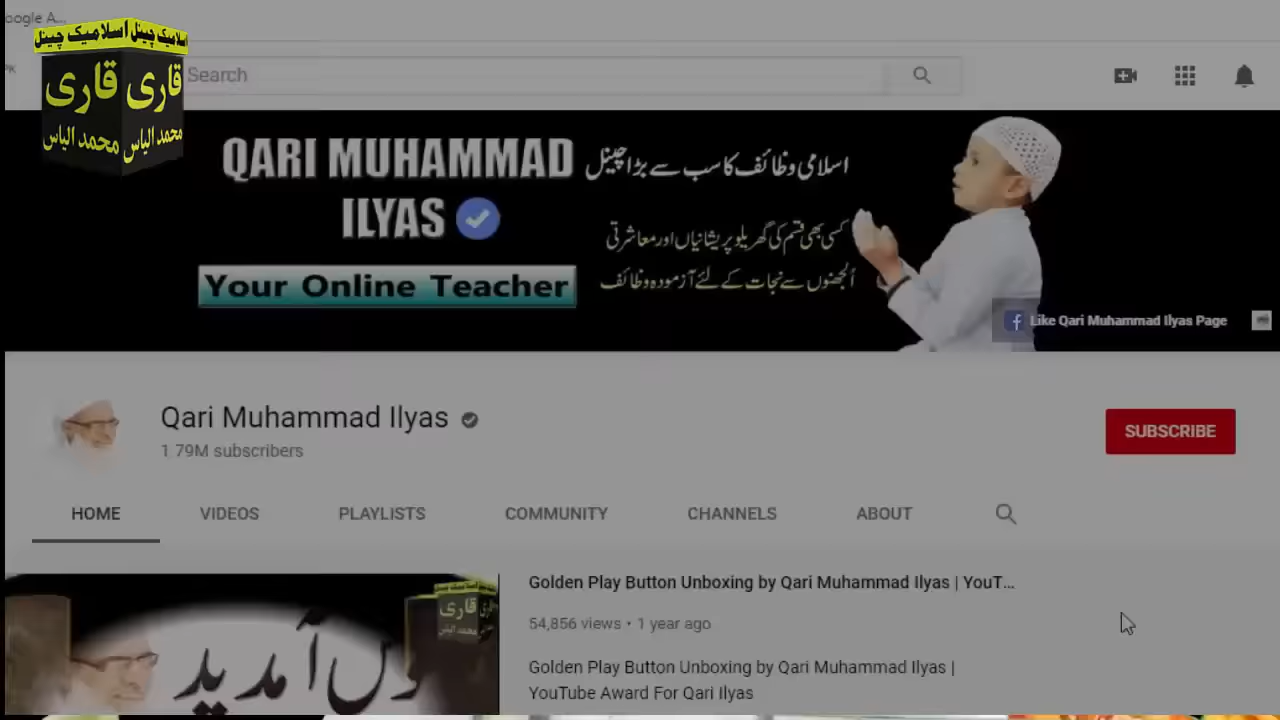 oogle A...
اسلامیک چینل اسلامیک چینل
قاری قاری
محمد الیاس محمد الیاس
Search
QARI MUHAMMAD
ILYAS
Your Online Teacher
اسلامی وظائف کا سب سے بڑا چینل
کسی بھی قسم کی گھریلو پریشانیاں اور معاشرتی
اُلجھنوں سے نجات کے لئے آزمودہ وظائف
Like Qari Muhammad Ilyas Page
Qari Muhammad Ilyas
1.79M subscribers
SUBSCRIBE
HOME VIDEOS PLAYLISTS COMMUNITY CHANNELS ABOUT
قاری
محمد الیاس
آمدید
Golden Play Button Unboxing by Qari Muhammad Ilyas | YouT...
54,856 views • 1 year ago
Golden Play Button Unboxing by Qari Muhammad Ilyas |
YouTube Award For Qari Ilyas